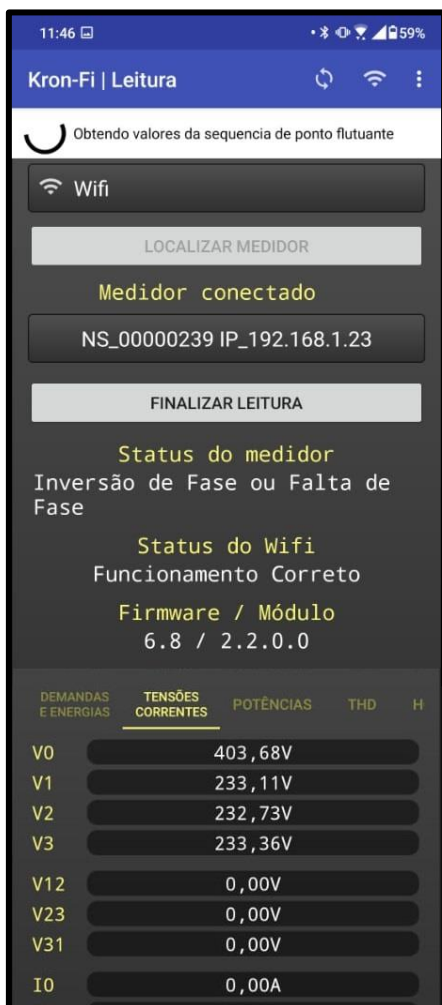 11:46 59%
Kron-Fi | Leitura
Obtendo valores da sequencia de ponto flutuante
Wifi
LOCALIZAR MEDIDOR
Medidor conectado
NS_00000239 IP_192.168.1.23
FINALIZAR LEITURA
Status do medidor
Inversão de Fase ou Falta de
Fase
Status do Wifi
Funcionamento Correto
Firmware / Módulo
6.8 / 2.2.0.0
DEMANDAS
E ENERGIAS
TENSÕES
CORRENTES
POTÊNCIAS
THD
H
V0 403,68V
V1 233,11V
V2 232,73V
V3 233,36V
V12 0,00V
V23 0,00V
V31 0,00V
I0 0,00A